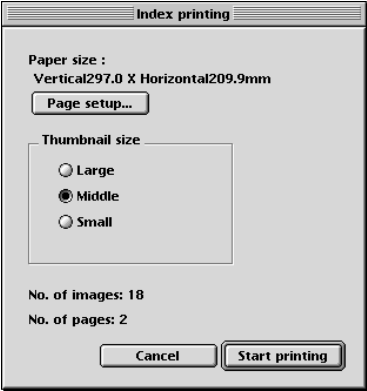 Index printing
Paper size :
Vertical297.0 X Horizontal209.9mm
Page setup...
Thumbnail size
Large
Middle
Small
No. of images: 18
No. of pages: 2
Cancel
Start printing